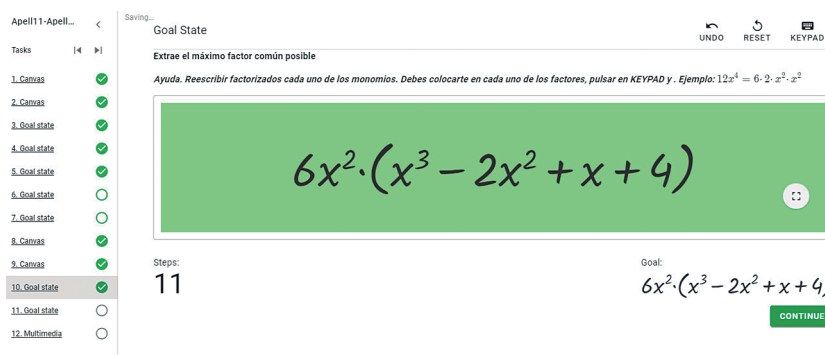 Saving...
Apell11-Apell...
Goal State
UNDO RESET KEYPAD
Tasks
Extrae el máximo factor común posible
Ayuda. Reescribir factorizados cada uno de los monomios. Debes colocarte en cada uno de los factores, pulsar en KEYPAD y . Ejemplo: 12x⁴ = 6·2·x²·x²
1. Canvas
2. Canvas
3. Goal state
4. Goal state
5. Goal state
6. Goal state
7. Goal state
8. Canvas
9. Canvas
10. Goal state
11. Goal state
12. Multimedia
6x²·(x³ − 2x² + x + 4)
Steps:
11
Goal:
6x²·(x³ − 2x² + x + 4)
CONTINUE